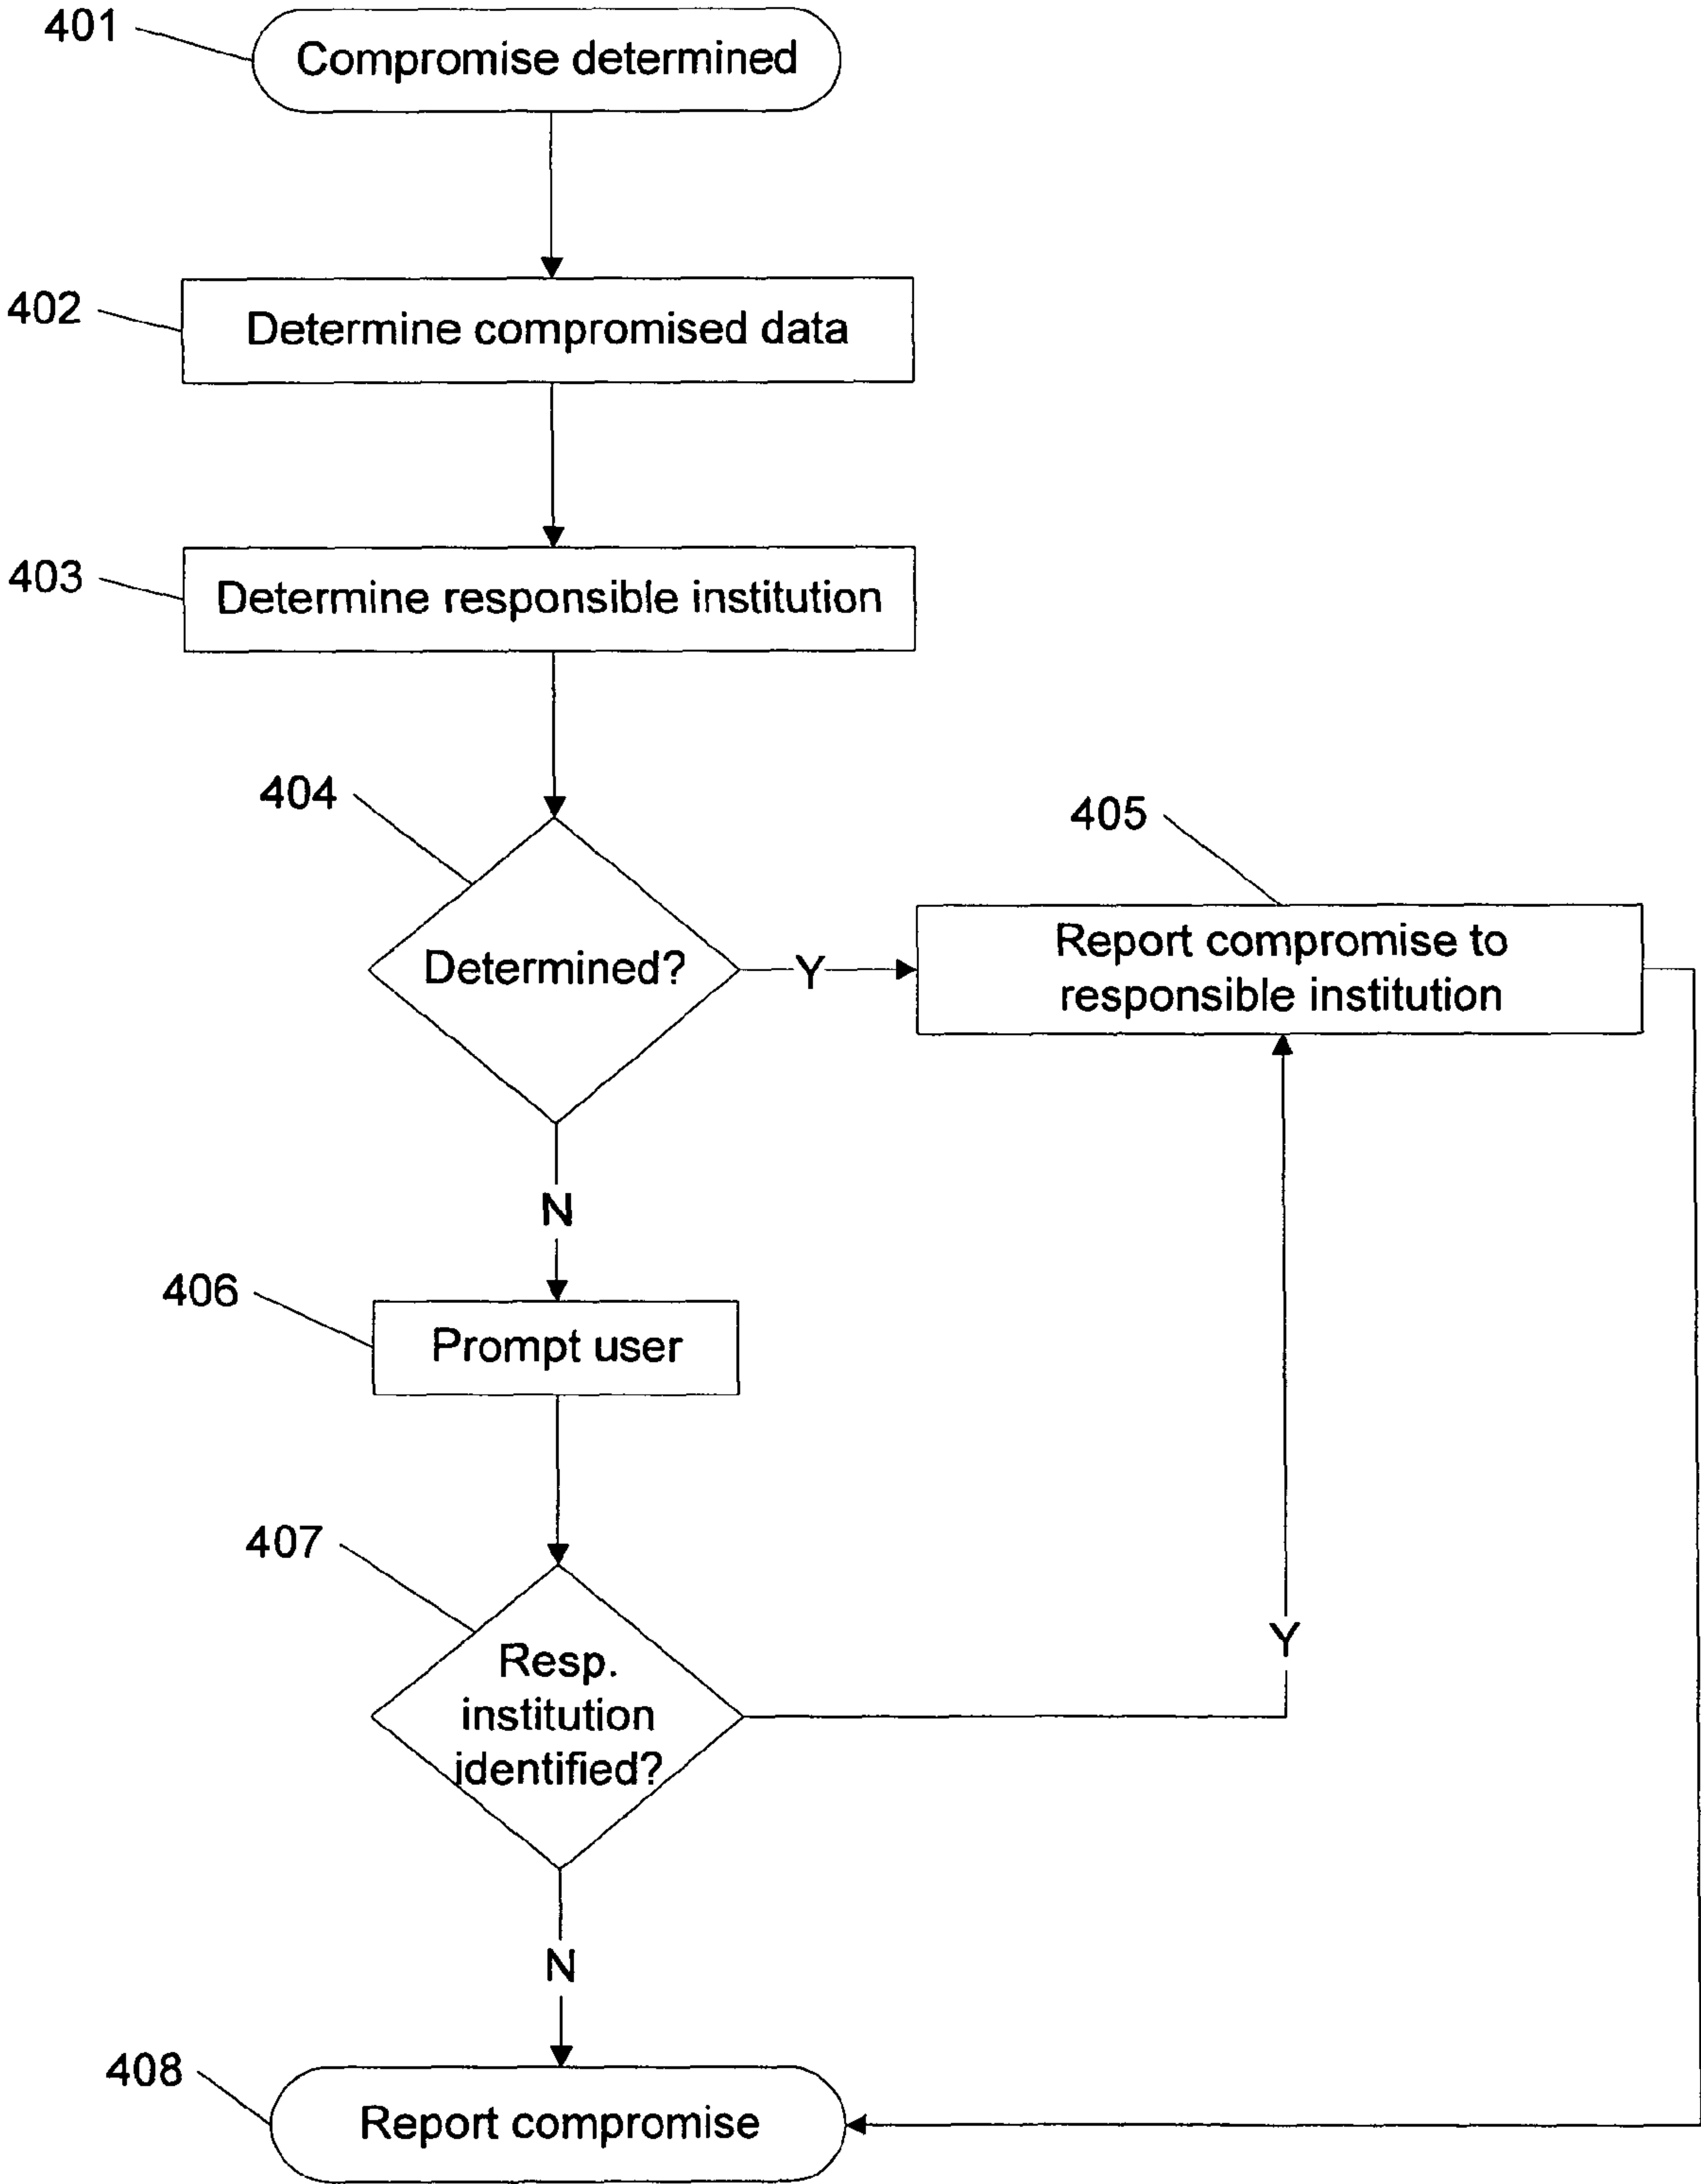 401
Compromise determined
402
Determine compromised data
403
Determine responsible institution
404
405
Determined?
Y
Report compromise to
responsible institution
N
406
Prompt user
407
Resp.
institution
identified?
Y
N
408
Report compromise